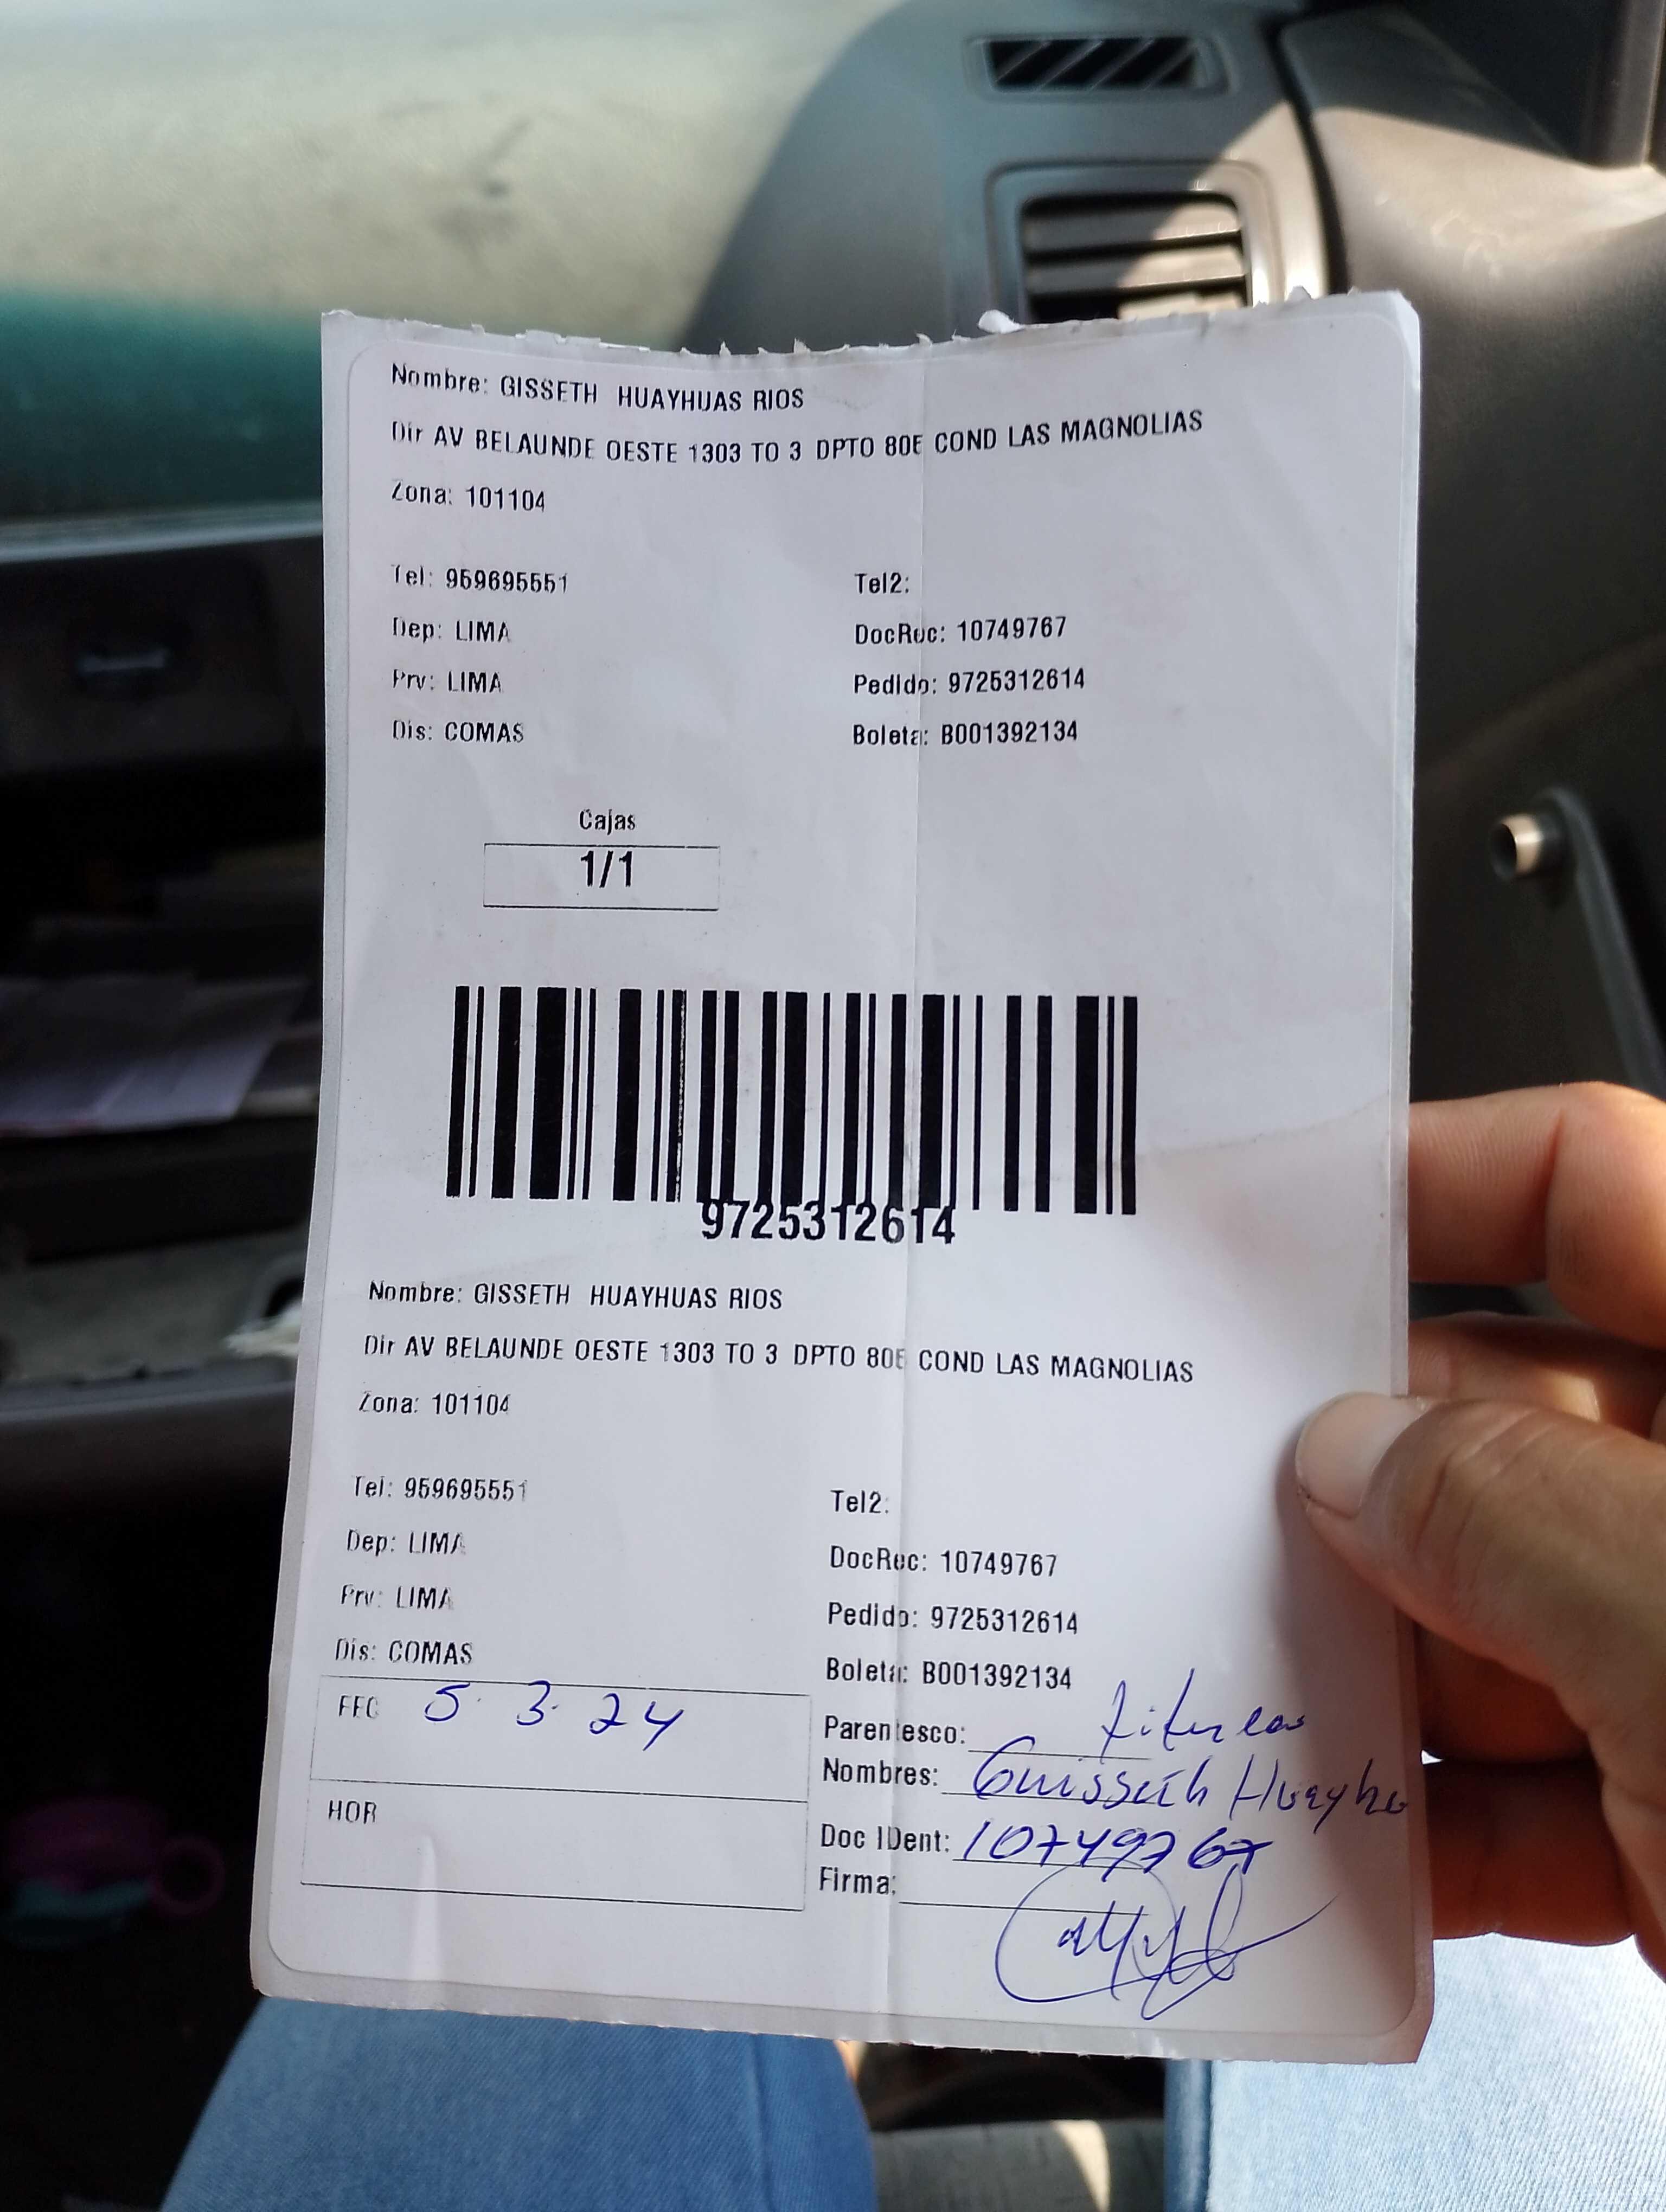 Nombre: GISSETH HUAYHUAS RIOS
Dir AV BELAUNDE OESTE 1303 TO 3 DPTO 80E COND LAS MAGNOLIAS
Zona: 101104
Tel: 959695551
Tel2:
Dep: LIMA
DocRec: 10749767
Prv: LIMA
Pedido: 9725312614
Dis: COMAS
Boleta: B001392134
Cajas
1/1
9725312614
Nombre: GISSETH HUAYHUAS RIOS
Dir AV BELAUNDE OESTE 1303 TO 3 DPTO 80E COND LAS MAGNOLIAS
Zona: 101104
Tel: 959695551
Tel2:
Dep: LIMA
DocRec: 10749767
Prv: LIMA
Pedido: 9725312614
Dis: COMAS
Boleta: B001392134
FEC 5 3 24
Parentesco:
Nombres: Guisseth Huayhu
HOR
Doc IDent: 10749767
Firma: